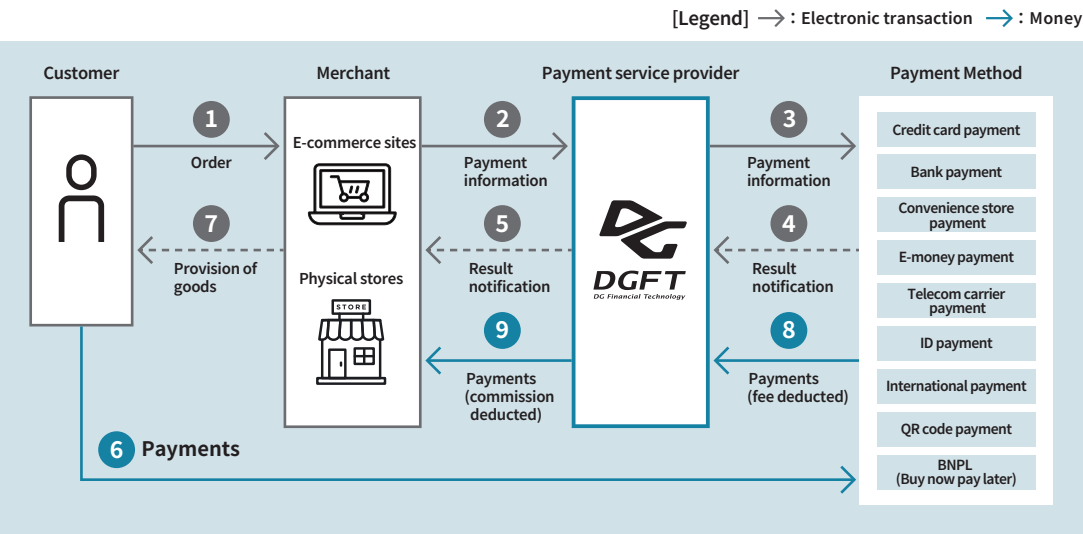 [Legend] : Electronic transaction : Money
Customer
Merchant
Payment service provider
Payment Method
1
Order
E-commerce sites
2
Payment
information
3
Payment
information
7
Provision of
goods
Physical stores
STORE
5
Result
notification
DGFT
DG Financial Technology
4
Result
notification
9
Payments
(commission
deducted)
8
Payments
(fee deducted)
6 Payments
Credit card payment
Bank payment
Convenience store
payment
E-money payment
Telecom carrier
payment
ID payment
International payment
QR code payment
BNPL
(Buy now pay later)